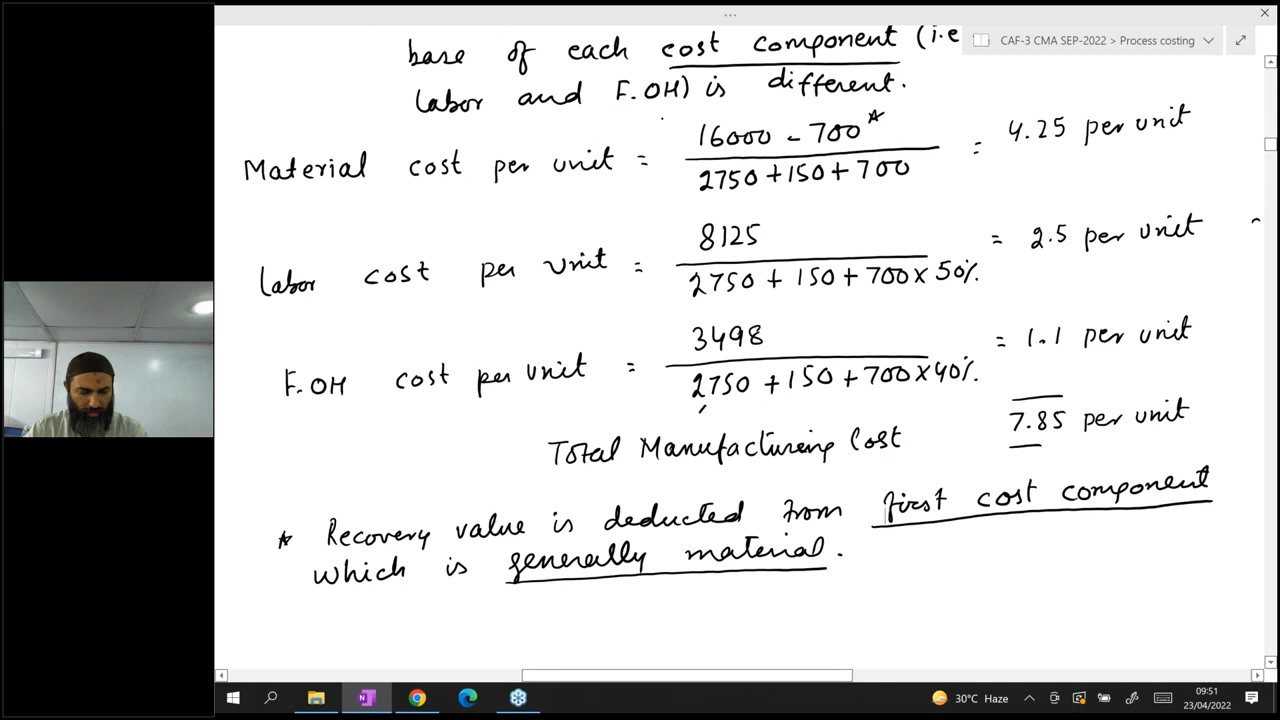 CAF-3 CMA SEP-2022 > Process costing
base of each cost component (i.e
labor and F.OH) is different.
Material cost per unit = 16000 - 700* = 4.25 per unit
2750 + 150 + 700
Labor cost per unit = 8125 = 2.5 per unit
2750 + 150 + 700 x 50%
F.OH cost per unit = 3498 = 1.1 per unit
2750 + 150 + 700 x 40%
Total Manufacturing Cost 7.85 per unit
* Recovery value is deducted from first cost component
which is generally material.
30°C Haze
09:51
23/04/2022